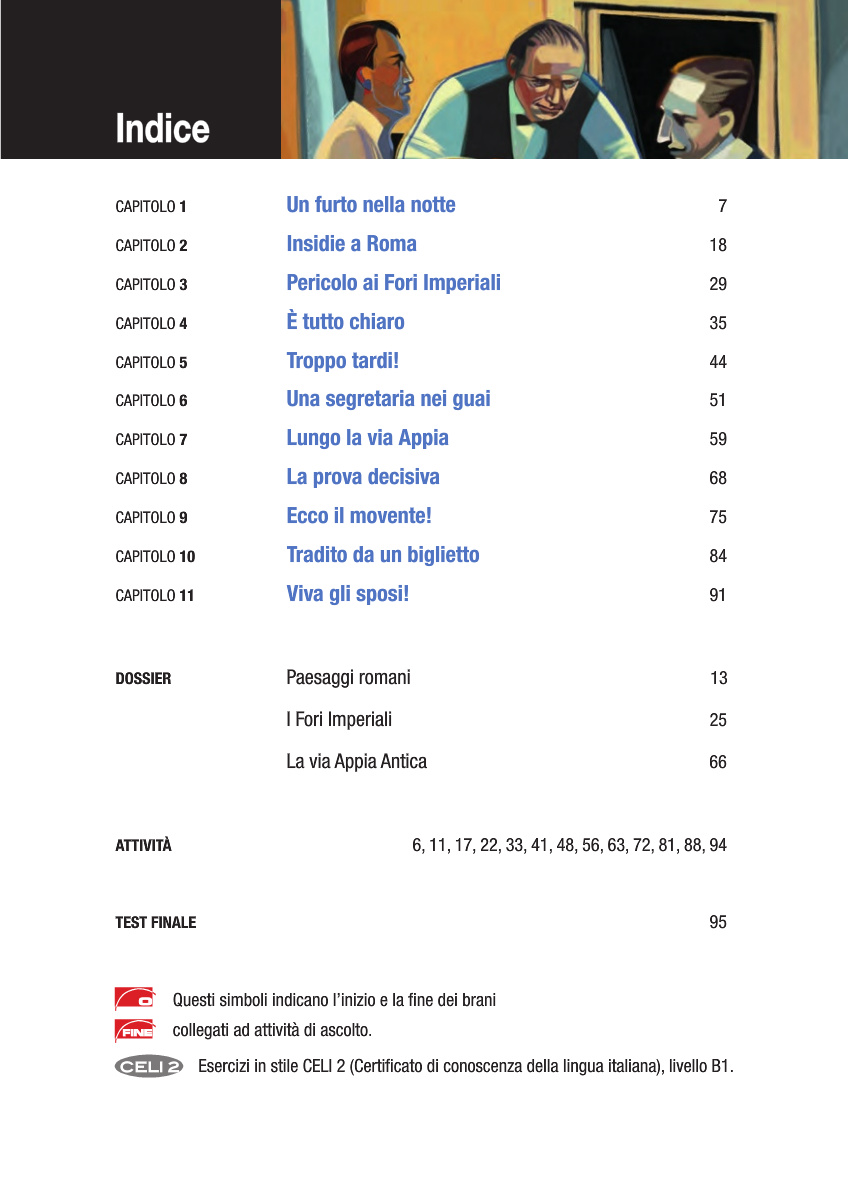 Indice
CAPITOLO 1 Un furto nella notte 7
CAPITOLO 2 Insidie a Roma 18
CAPITOLO 3 Pericolo ai Fori Imperiali 29
CAPITOLO 4 È tutto chiaro 35
CAPITOLO 5 Troppo tardi! 44
CAPITOLO 6 Una segretaria nei guai 51
CAPITOLO 7 Lungo la via Appia 59
CAPITOLO 8 La prova decisiva 68
CAPITOLO 9 Ecco il movente! 75
CAPITOLO 10 Tradito da un biglietto 84
CAPITOLO 11 Viva gli sposi! 91
DOSSIER Paesaggi romani 13
I Fori Imperiali 25
La via Appia Antica 66
ATTIVITÀ 6, 11, 17, 22, 33, 41, 48, 56, 63, 72, 81, 88, 94
TEST FINALE 95
Questi simboli indicano l'inizio e la fine dei brani
FINE collegati ad attività di ascolto.
CELI 2 Esercizi in stile CELI 2 (Certificato di conoscenza della lingua italiana), livello B1.